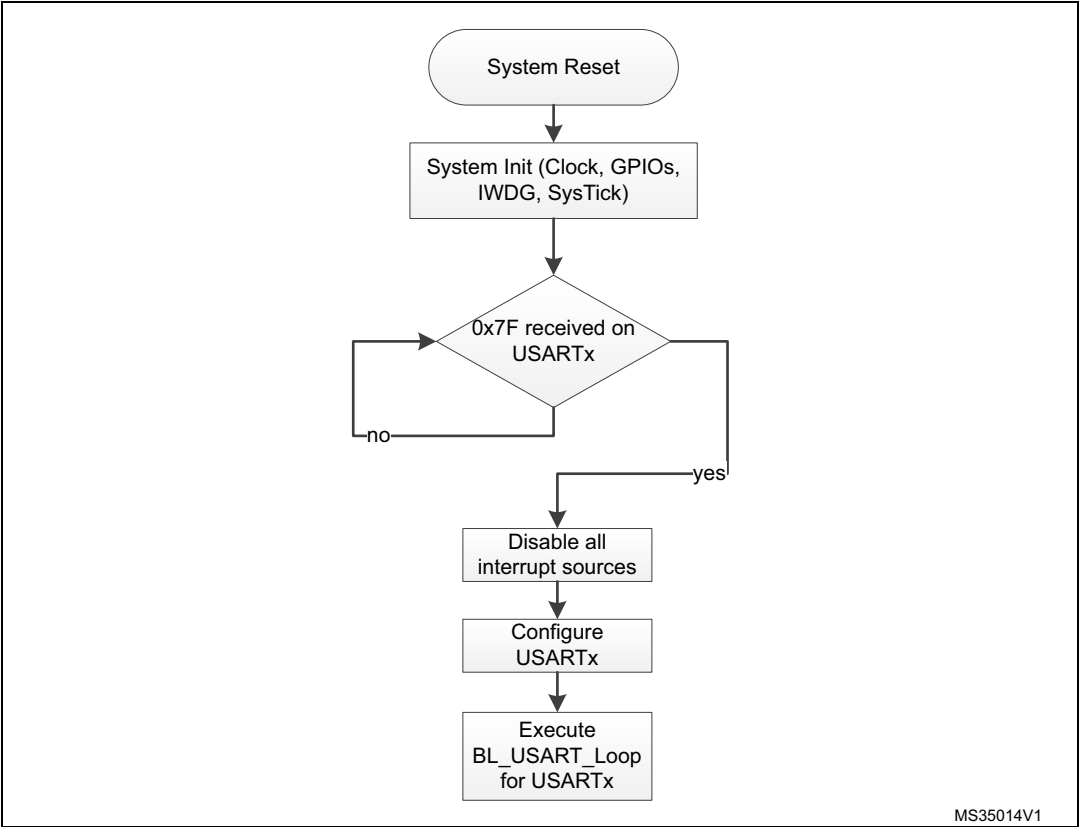 System Reset
System Init (Clock, GPIOs,
IWDG, SysTick)
0x7F received on
USARTx
no
yes
Disable all
interrupt sources
Configure
USARTx
Execute
BL_USART_Loop
for USARTx
MS35014V1